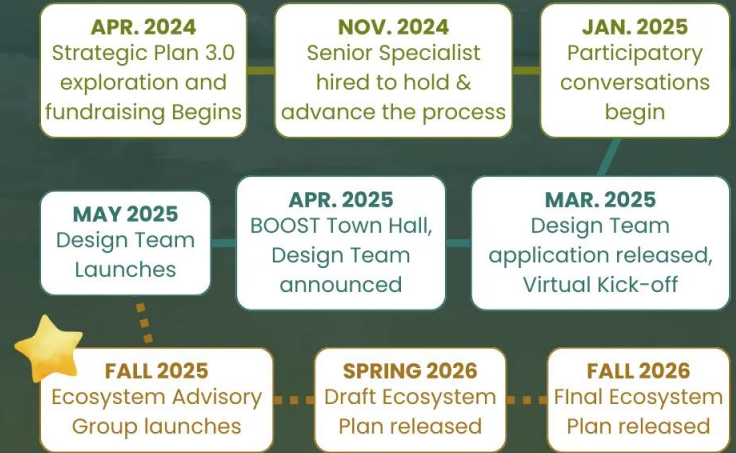 APR. 2024
Strategic Plan 3.0
exploration and
fundraising Begins
NOV. 2024
Senior Specialist
hired to hold &
advance the process
JAN. 2025
Participatory
conversations
begin
MAR. 2025
Design Team
application released,
Virtual Kick-off
APR. 2025
BOOST Town Hall,
Design Team
announced
MAY 2025
Design Team
Launches
FALL 2025
Ecosystem Advisory
Group launches
SPRING 2026
Draft Ecosystem
Plan released
FALL 2026
FInal Ecosystem
Plan released